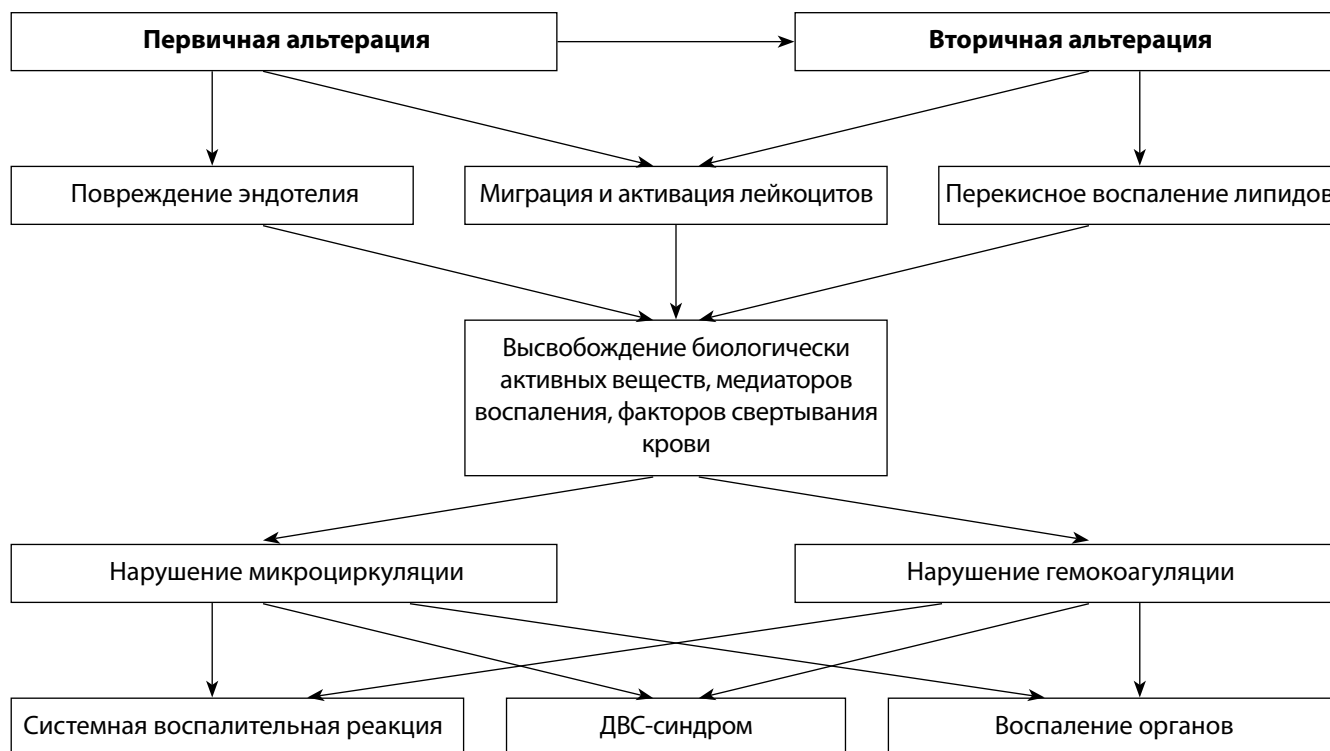 Первичная альтерация
Вторичная альтерация
Повреждение эндотелия
Миграция и активация лейкоцитов
Перекисное воспаление липидов
Высвобождение биологически
активных веществ, медиаторов
воспаления, факторов свертывания
крови
Нарушение микроциркуляции
Нарушение гемокоагуляции
Системная воспалительная реакция
ДВС-синдром
Воспаление органов